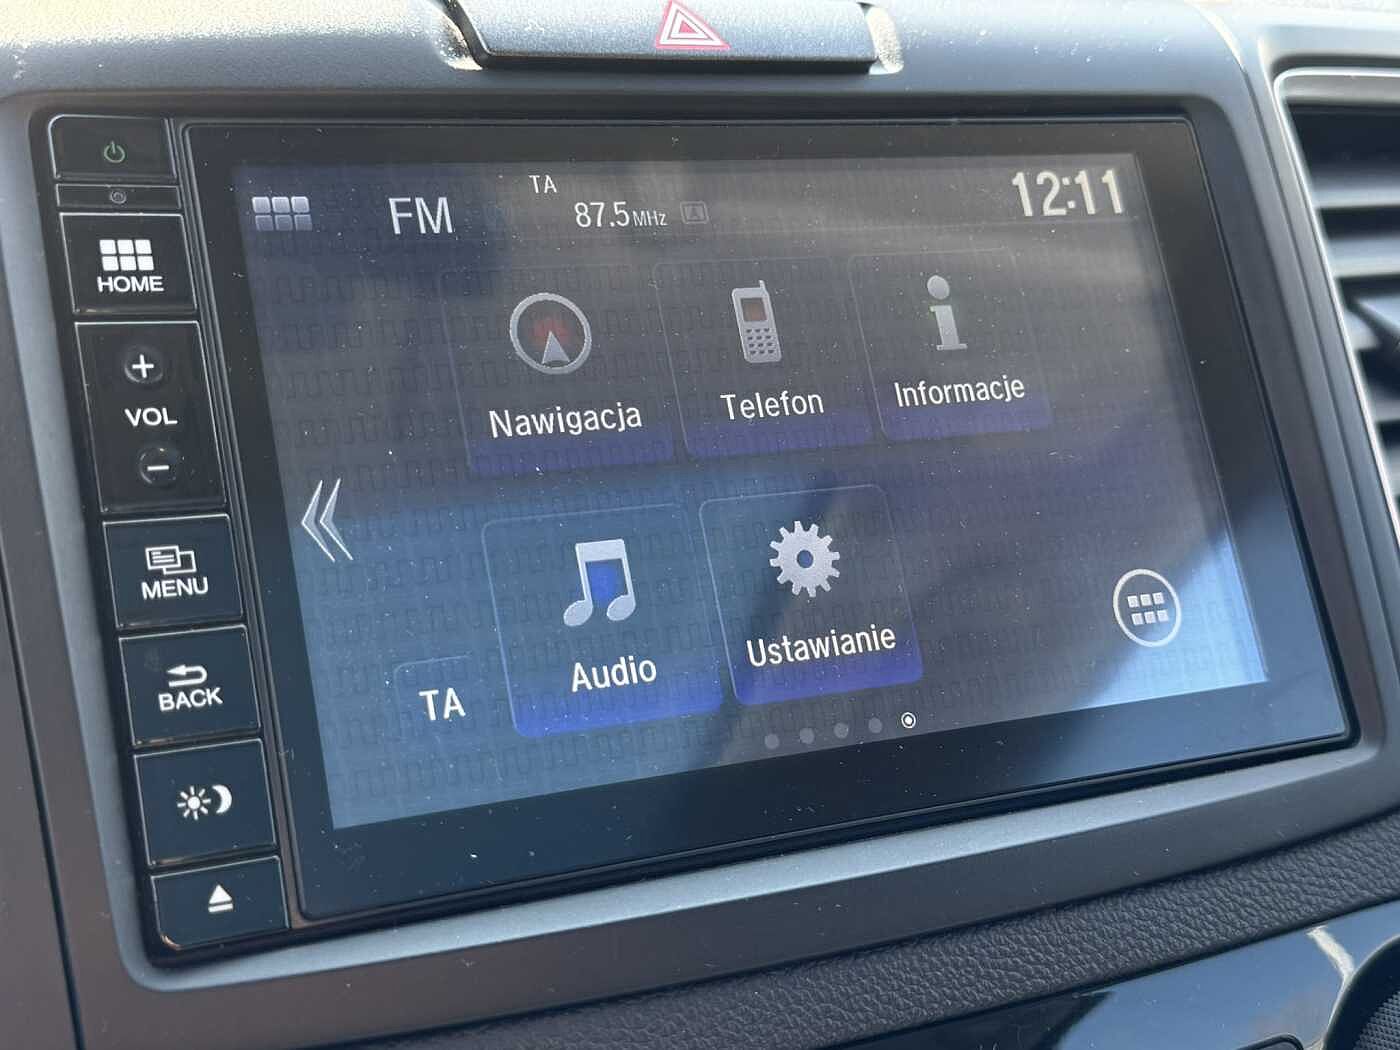 TA
FM
87.5 MHz
A
12:11
HOME
+
VOL
-
MENU
BACK
Nawigacja
Telefon
Informacje
TA
Audio
Ustawianie